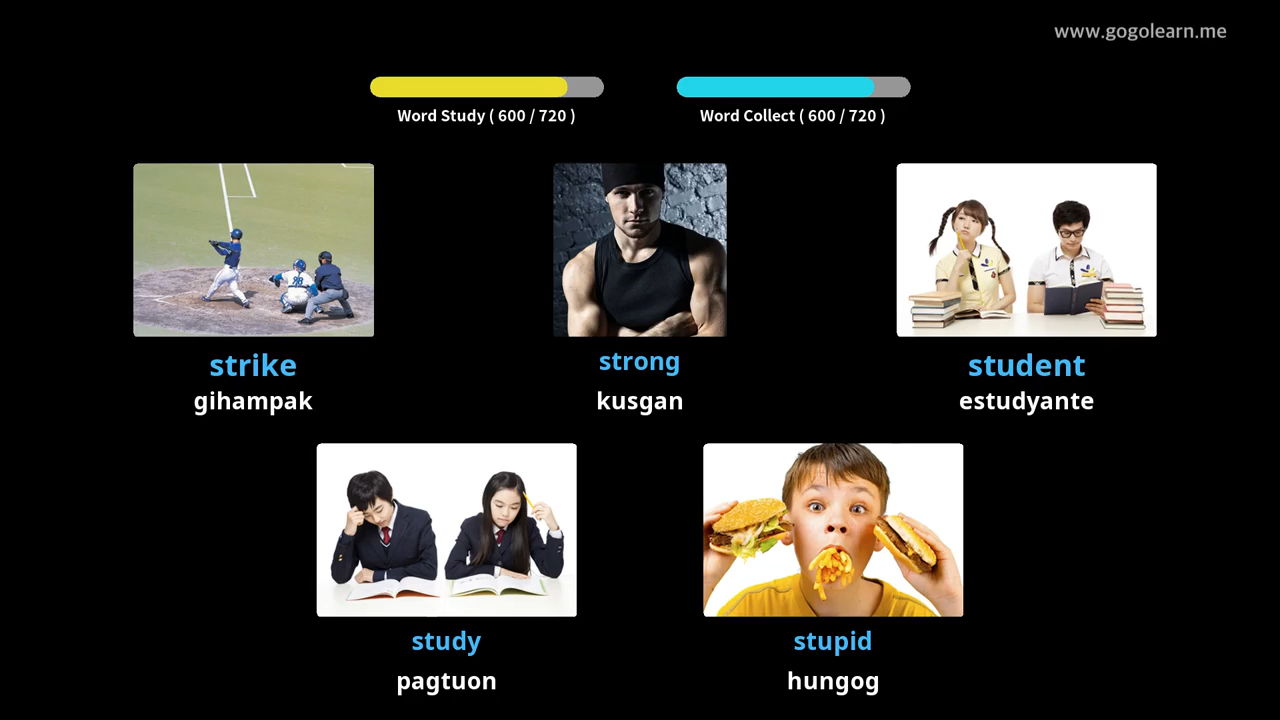 www.gogolearn.me
Word Study ( 600 / 720 )
Word Collect ( 600 / 720 )
strike
gihampak
strong
kusgan
student
estudyante
study
pagtuon
stupid
hungog